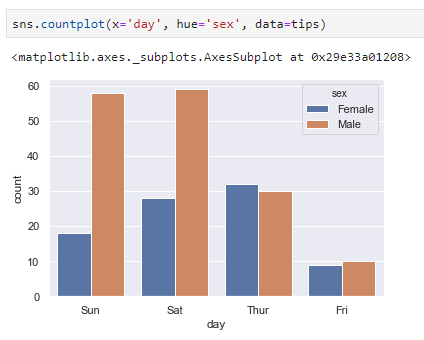 sns.countplot(x='day', hue='sex', data=tips)
<matplotlib.axes._subplots.AxesSubplot at 0x29e33a01208>
60
50
40
30
20
10
0
count
sex
Female
Male
Sun Sat Thur Fri
day